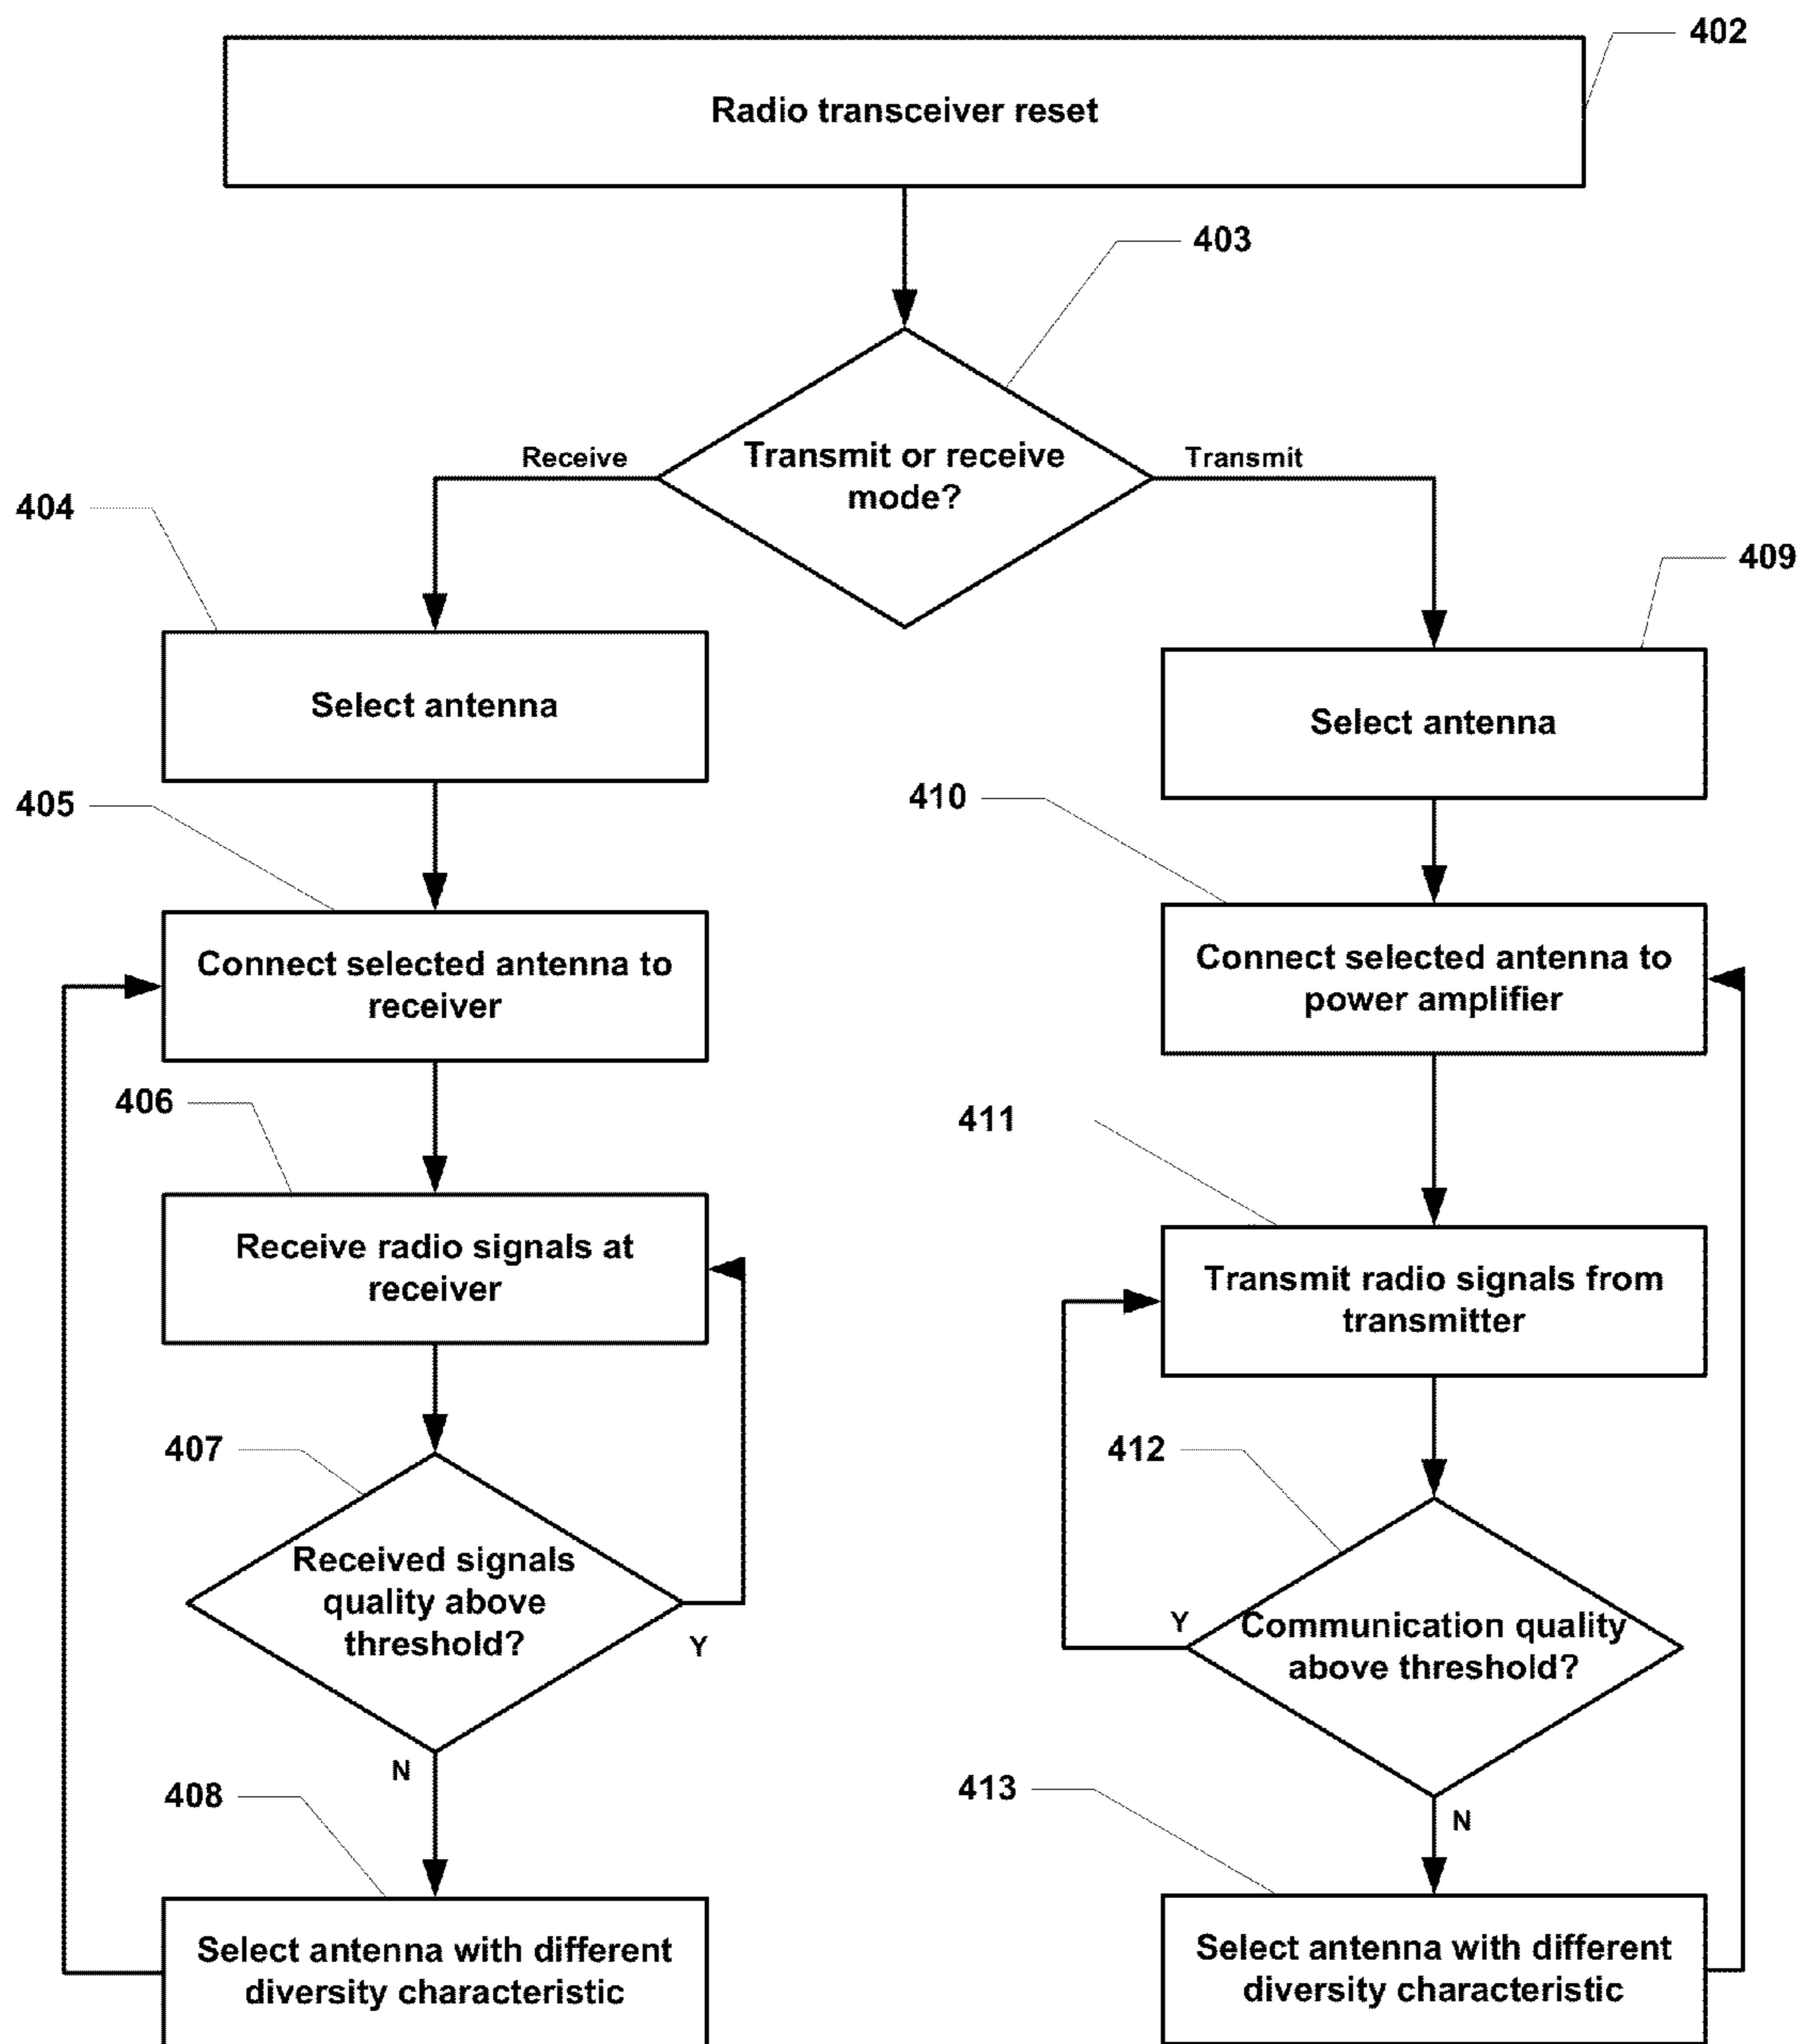 402
Radio transceiver reset
403
Receive
Transmit or receive
mode?
Transmit
404
409
Select antenna
Select antenna
405
410
Connect selected antenna to
receiver
Connect selected antenna to
power amplifier
406
411
Receive radio signals at
receiver
Transmit radio signals from
transmitter
407
412
Received signals
quality above
threshold?
Y
Y
Communication quality
above threshold?
N
408
413
N
Select antenna with different
diversity characteristic
Select antenna with different
diversity characteristic